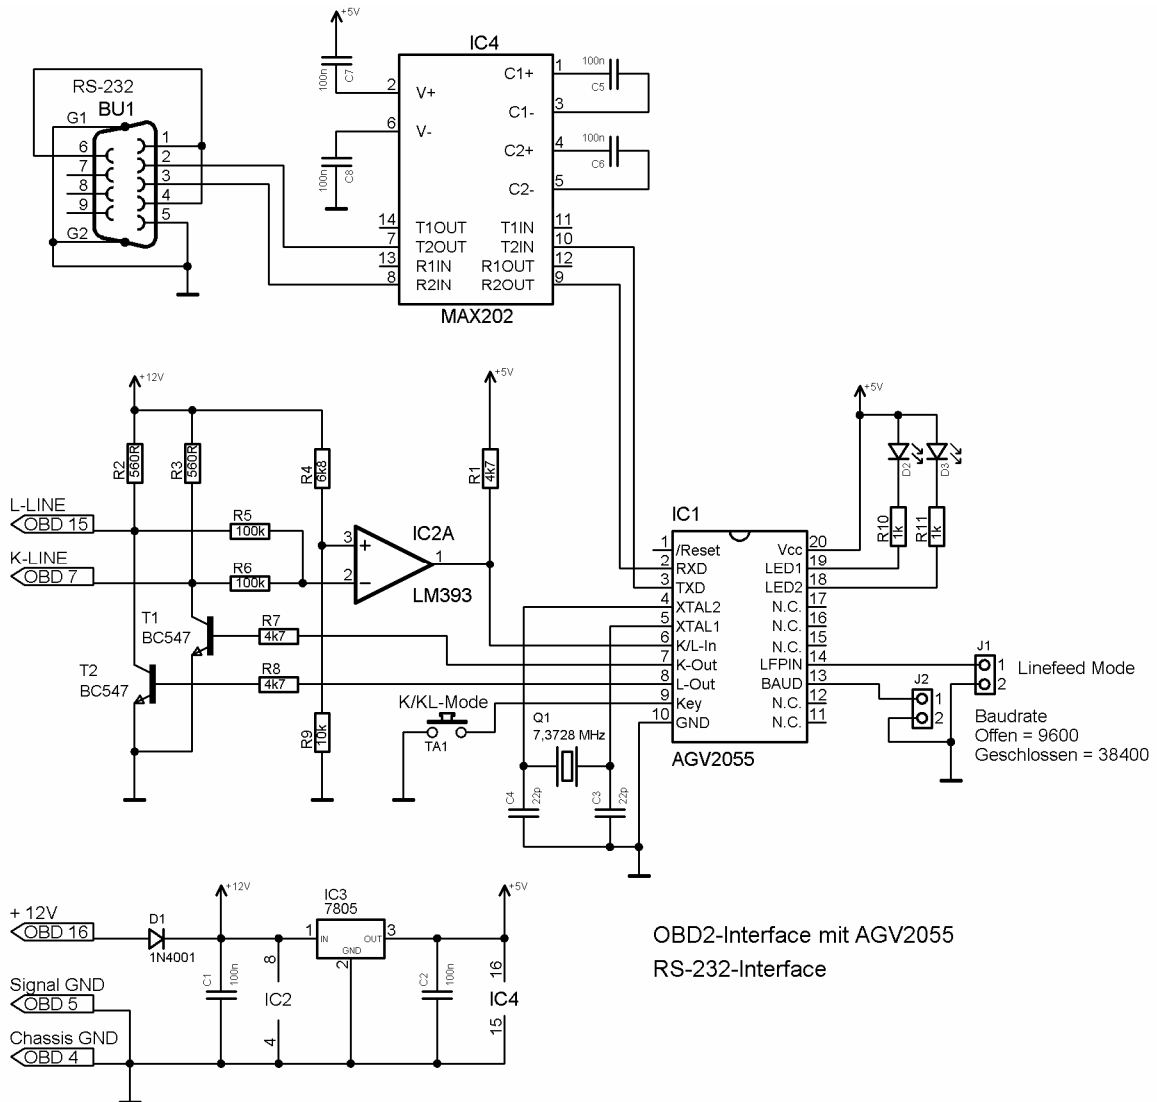 +5V
IC4
100n
C7
2
V+
6
V-
100n
C8
C1+
1
100n
C5
C1-
3
C2+
4
100n
C6
C2-
5
14
T1OUT
T1IN
11
7
T2OUT
T2IN
10
13
R1IN
R1OUT
12
8
R2IN
R2OUT
9
MAX202
RS-232
BU1
G1
6
7
8
9
G2
1
2
3
4
5
+12V
R2
560R
R3
560R
R4
6k8
+5V
R1
4k7
L-LINE
OBD 15
R5
100k
K-LINE
OBD 7
R6
100k
3
+
2
−
1
IC2A
LM393
T1
BC547
R7
4k7
T2
BC547
R8
4k7
R9
10k
K/KL-Mode
TA1
Q1
7,3728 MHz
C4
22p
C3
22p
+5V
D2
D3
R10
1k
R11
1k
IC1
1
/Reset
Vcc
20
2
RXD
LED1
19
3
TXD
LED2
18
4
XTAL2
N.C.
17
5
XTAL1
N.C.
16
6
K/L-In
N.C.
15
7
K-Out
LFPIN
14
8
L-Out
BAUD
13
9
Key
N.C.
12
10
GND
N.C.
11
AGV2055
J1
1
2
Linefeed Mode
J2
1
2
Baudrate
Offen = 9600
Geschlossen = 38400
+ 12V
OBD 16
D1
1N4001
+12V
C1
100n
8
IC2
4
IC3
7805
1
IN
OUT
3
GND
2
C2
100n
+5V
16
IC4
15
Signal GND
OBD 5
Chassis GND
OBD 4
OBD2-Interface mit AGV2055
RS-232-Interface